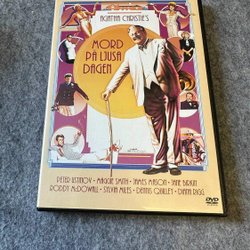 AGATHA CHRISTIE'S
MORD
PÅ LJUSA
DAGEN
PETER USTINOV • MAGGIE SMITH • JAMES MASON • JANE BIRKIN
RODDY McDOWALL • SYLVIA MILES • DENNIS QUILLEY • DIANA RIGG
DVD